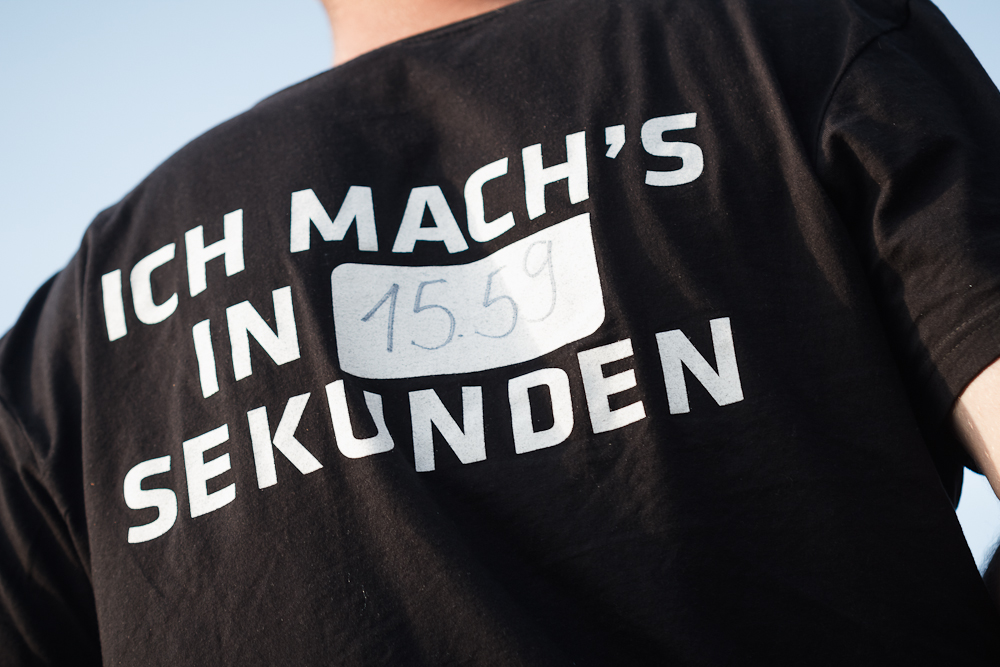 ICH MACH'S
IN 15.59
SEKUNDEN